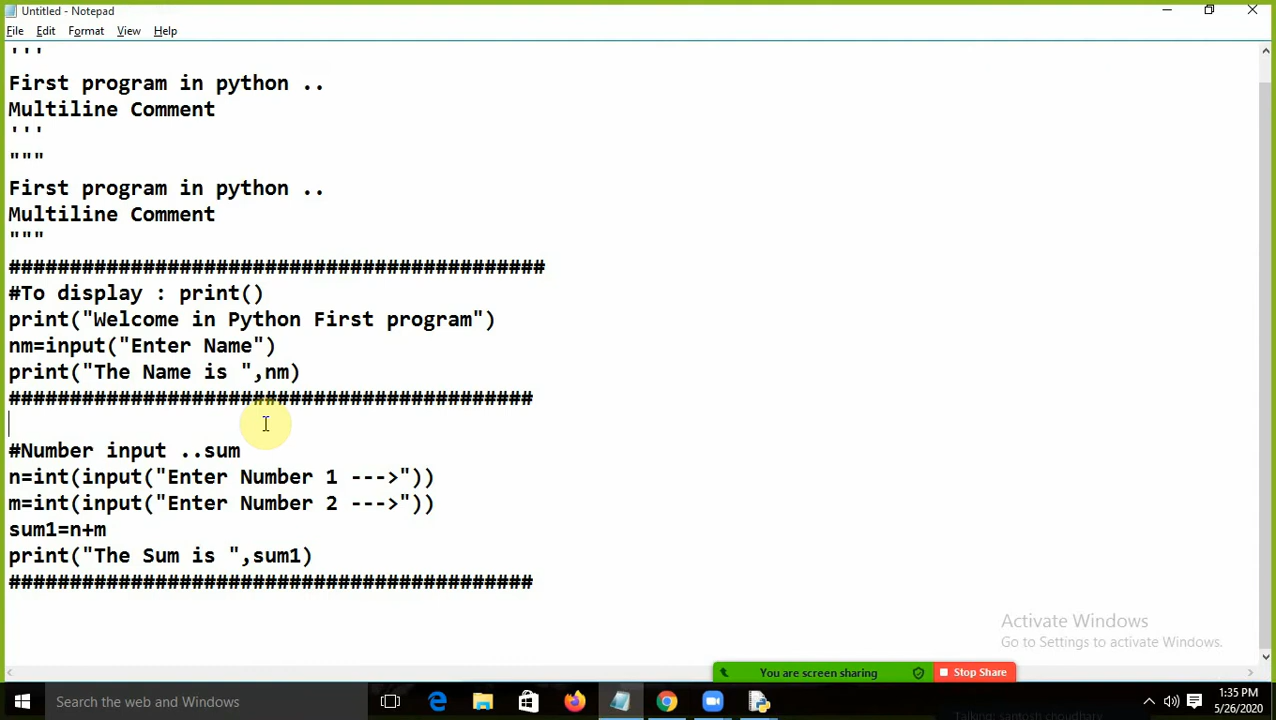 Untitled - Notepad
File Edit Format View Help
'''
First program in python ..
Multiline Comment
'''
"""
First program in python ..
Multiline Comment
"""
############################################
#To display : print()
print("Welcome in Python First program")
nm=input("Enter Name")
print("The Name is ",nm)
###########################################
#Number input ..sum
n=int(input("Enter Number 1 --->"))
m=int(input("Enter Number 2 --->"))
sum1=n+m
print("The Sum is ",sum1)
###########################################
Activate Windows
Go to Settings to activate Windows.
You are screen sharing
Stop Share
Search the web and Windows
1:35 PM
5/26/2020
Talking: santosh choudhary